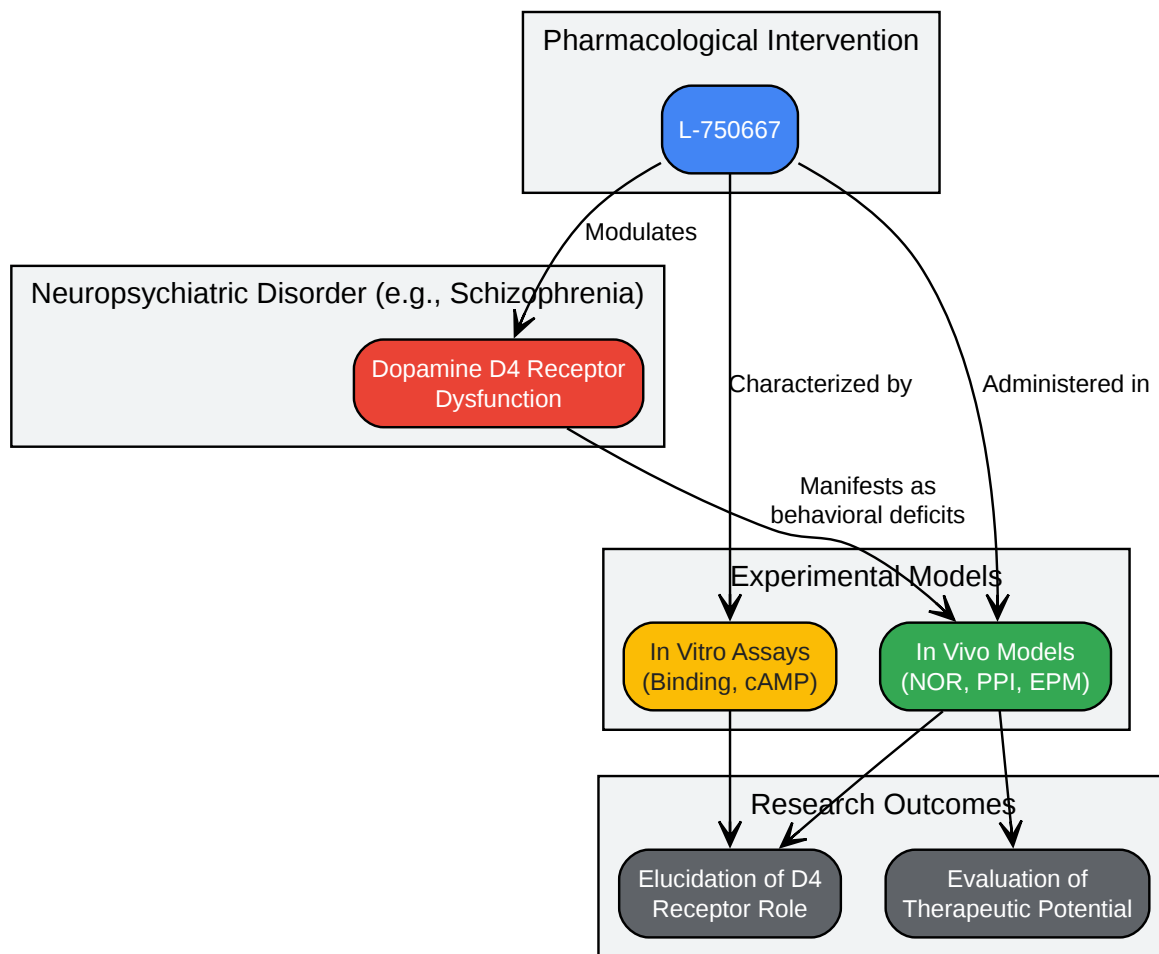 Pharmacological Intervention
L-750667
Modulates
Neuropsychiatric Disorder (e.g., Schizophrenia)
Dopamine D4 Receptor
Dysfunction
Characterized by
Administered in
Manifests as
behavioral deficits
Experimental Models
In Vitro Assays
(Binding, cAMP)
In Vivo Models
(NOR, PPI, EPM)
Research Outcomes
Elucidation of D4
Receptor Role
Evaluation of
Therapeutic Potential